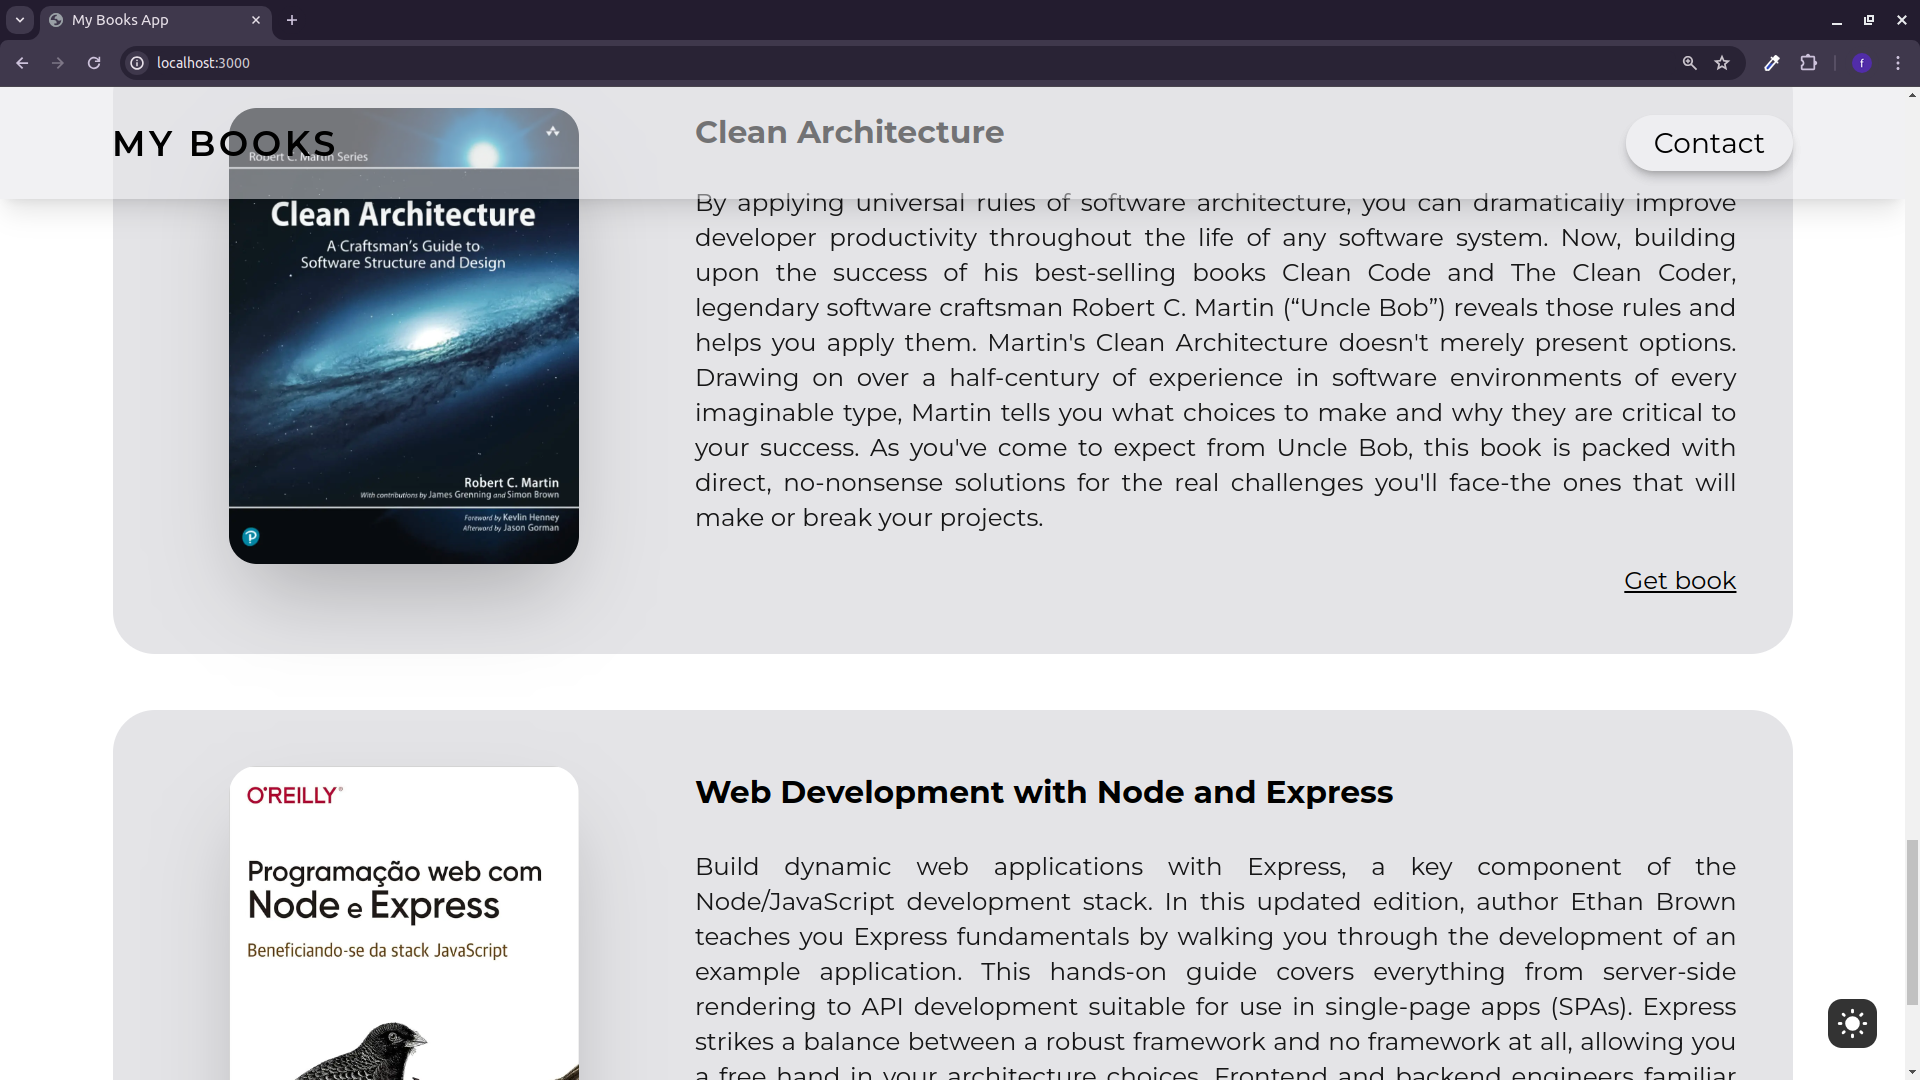 My Books App
localhost:3000
f
MY BOOKS
Contact
Robert C. Martin Series
Clean Architecture
A Craftsman's Guide to
Software Structure and Design
Robert C. Martin
With contributions by James Grenning and Simon Brown
Foreword by Kevlin Henney
Afterword by Jason Gorman
P
Clean Architecture
By applying universal rules of software architecture, you can dramatically improve
developer productivity throughout the life of any software system. Now, building
upon the success of his best-selling books Clean Code and The Clean Coder,
legendary software craftsman Robert C. Martin (“Uncle Bob”) reveals those rules and
helps you apply them. Martin's Clean Architecture doesn't merely present options.
Drawing on over a half-century of experience in software environments of every
imaginable type, Martin tells you what choices to make and why they are critical to
your success. As you've come to expect from Uncle Bob, this book is packed with
direct, no-nonsense solutions for the real challenges you'll face-the ones that will
make or break your projects.
Get book
O'REILLY®
Programação web com
Node e Express
Beneficiando-se da stack JavaScript
Web Development with Node and Express
Build dynamic web applications with Express, a key component of the
Node/JavaScript development stack. In this updated edition, author Ethan Brown
teaches you Express fundamentals by walking you through the development of an
example application. This hands-on guide covers everything from server-side
rendering to API development suitable for use in single-page apps (SPAs). Express
strikes a balance between a robust framework and no framework at all, allowing you
a free hand in your architecture choices. Frontend and backend engineers familiar